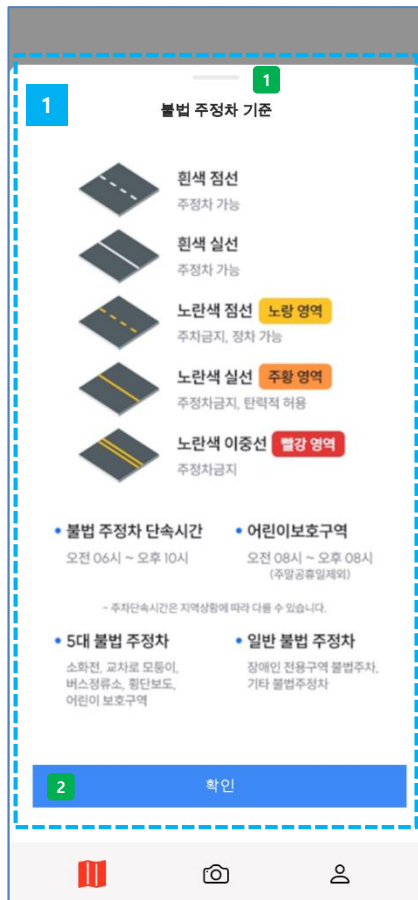 1
1
불법 주정차 기준
흰색 점선
주정차 가능
흰색 실선
주정차 가능
노란색 점선 노랑 영역
주차금지, 정차 가능
노란색 실선 주황 영역
주정차금지, 탄력적 허용
노란색 이중선 빨강 영역
주정차금지
• 불법 주정차 단속시간
오전 06시 ~ 오후 10시
• 어린이보호구역
오전 08시 ~ 오후 08시
(주말공휴일제외)
- 주차단속시간은 지역상황에 따라 다를 수 있습니다.
• 5대 불법 주정차
소화전, 교차로 모퉁이,
버스정류소, 횡단보도,
어린이 보호구역
• 일반 불법 주정차
장애인 전용구역 불법주차,
기타 불법주정차
2
확인